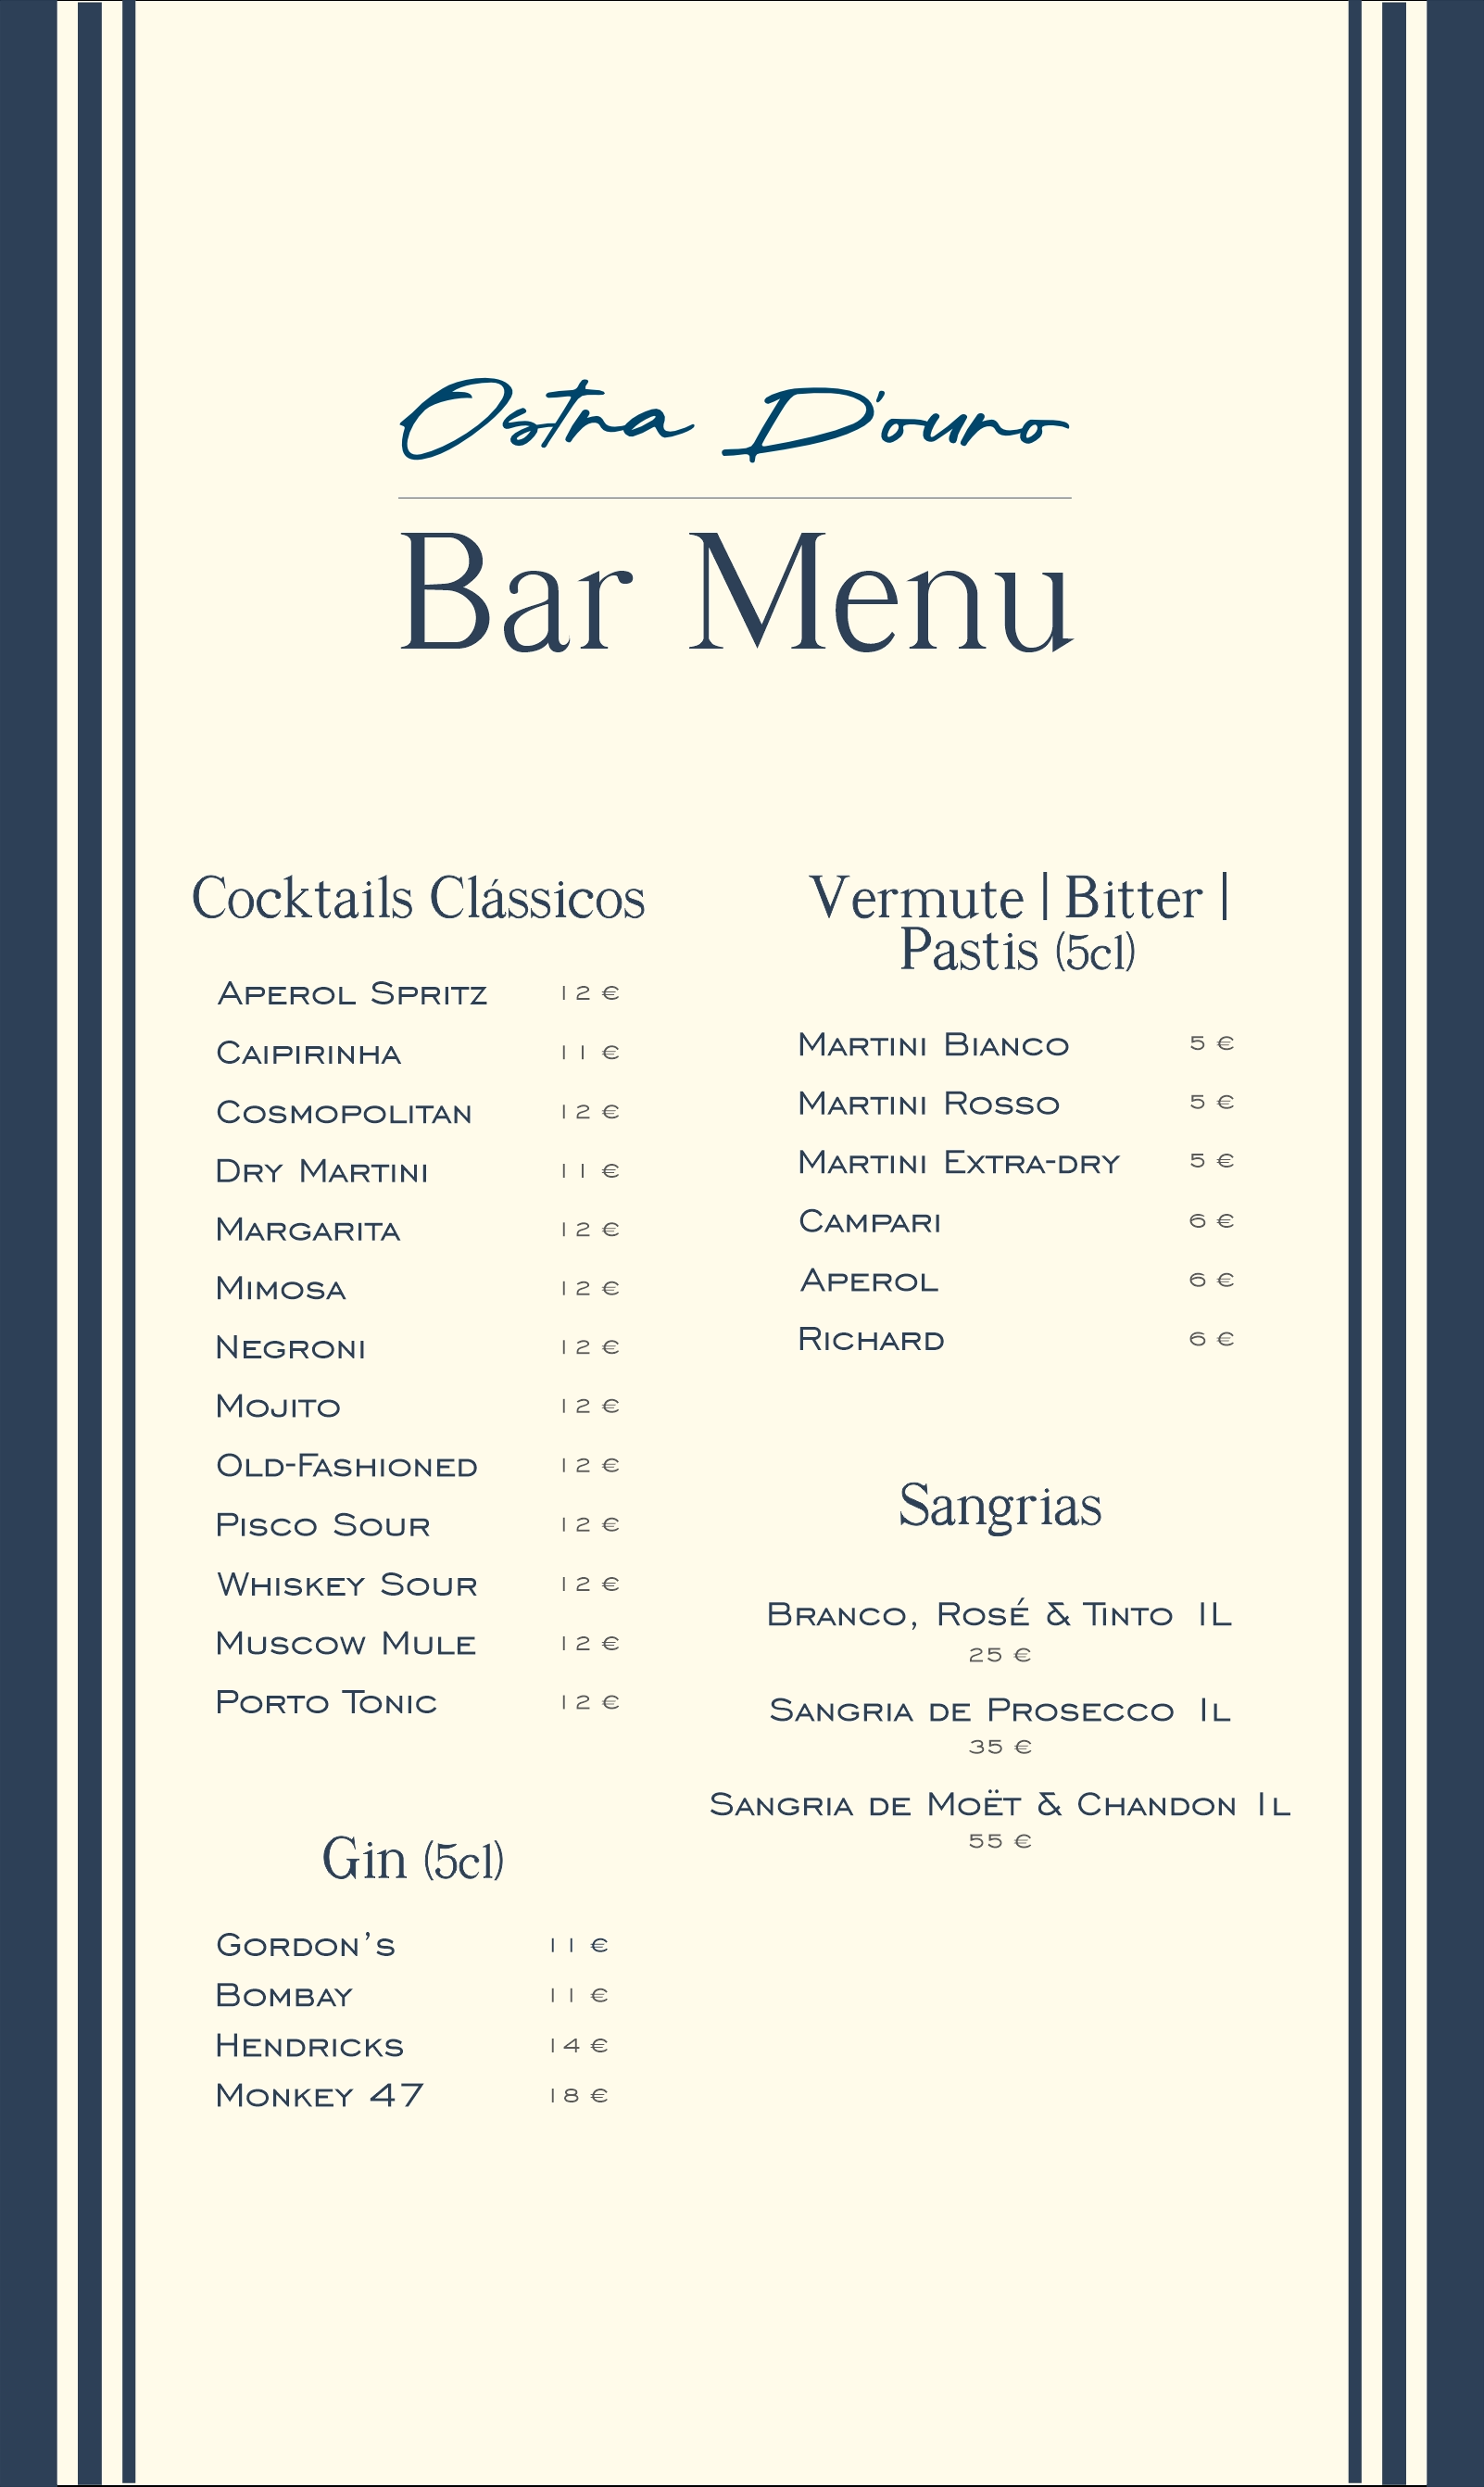 Ostra D'ouro
Bar Menu
Cocktails Clássicos
Aperol Spritz 12 €
Caipirinha 11 €
Cosmopolitan 12 €
Dry Martini 11 €
Margarita 12 €
Mimosa 12 €
Negroni 12 €
Mojito 12 €
Old-Fashioned 12 €
Pisco Sour 12 €
Whiskey Sour 12 €
Muscow Mule 12 €
Porto Tonic 12 €
Gin (5cl)
Gordon's 11 €
Bombay 11 €
Hendricks 14 €
Monkey 47 18 €
Vermute | Bitter |
Pastis (5cl)
Martini Bianco 5 €
Martini Rosso 5 €
Martini Extra-dry 5 €
Campari 6 €
Aperol 6 €
Richard 6 €
Sangrias
Branco, Rosé & Tinto 1L
25 €
Sangria de Prosecco 1l
35 €
Sangria de Moët & Chandon 1l
55 €